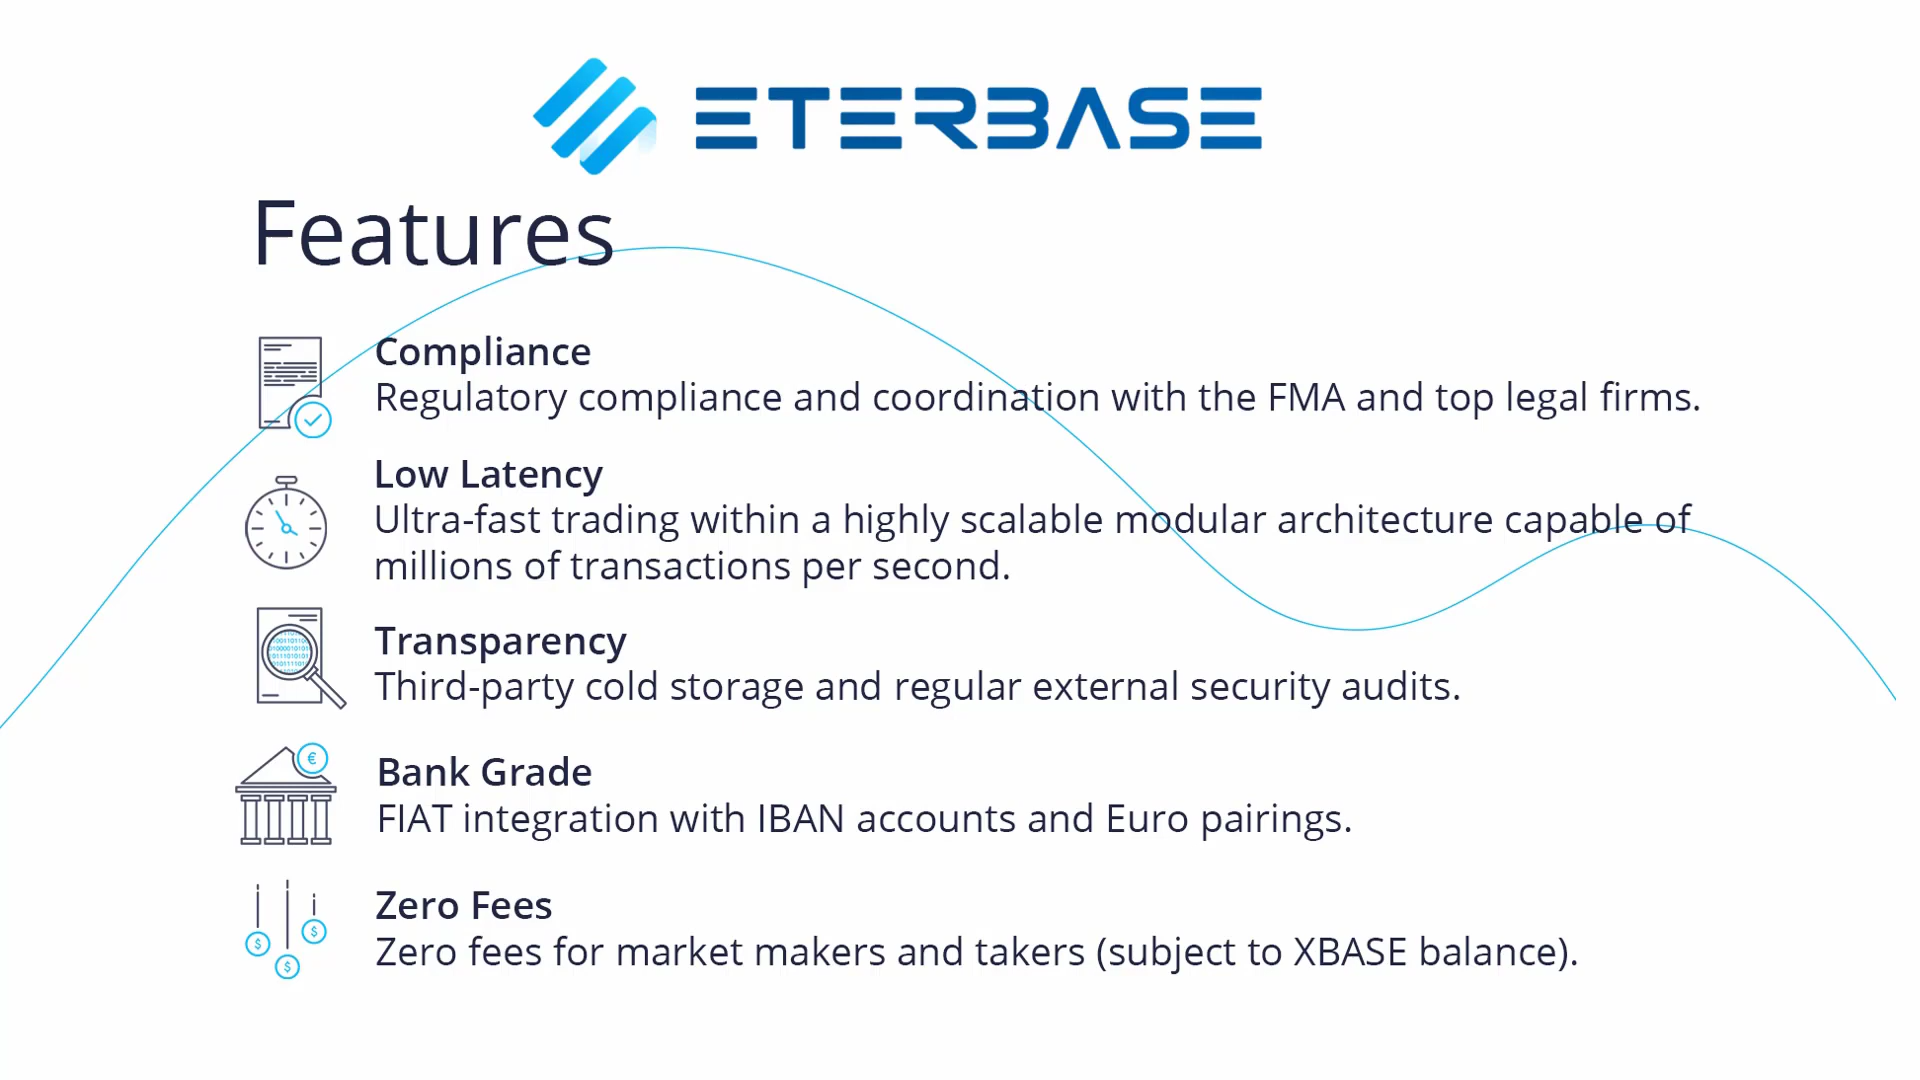 ETERBASE
Features
Compliance
Regulatory compliance and coordination with the FMA and top legal firms.
Low Latency
Ultra-fast trading within a highly scalable modular architecture capable of
millions of transactions per second.
Transparency
Third-party cold storage and regular external security audits.
Bank Grade
FIAT integration with IBAN accounts and Euro pairings.
Zero Fees
Zero fees for market makers and takers (subject to XBASE balance).